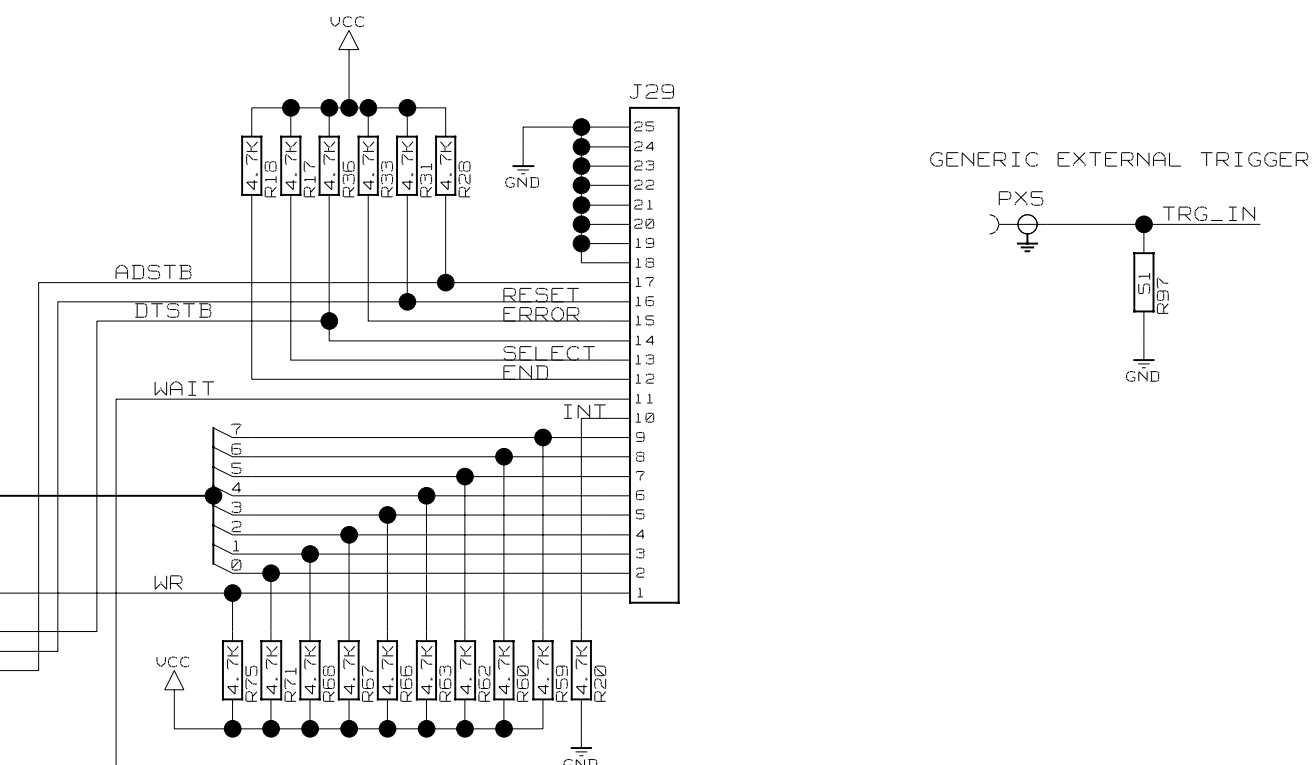 VCC
J29
4.7K
R18
4.7K
R17
4.7K
R36
4.7K
R33
4.7K
R31
4.7K
R28
25
24
23
22
21
20
19
18
17
16
15
14
13
12
11
10
9
8
7
6
5
4
3
2
1
GND
GENERIC EXTERNAL TRIGGER
PX5
TRG_IN
51
R97
GND
ADSTB
RESET
DTSTB
ERROR
SELECT
END
WAIT
INT
7
6
5
4
3
2
1
0
WR
VCC
4.7K
R75
4.7K
R71
4.7K
R68
4.7K
R67
4.7K
R66
4.7K
R63
4.7K
R62
4.7K
R60
4.7K
R59
4.7K
R20
GND